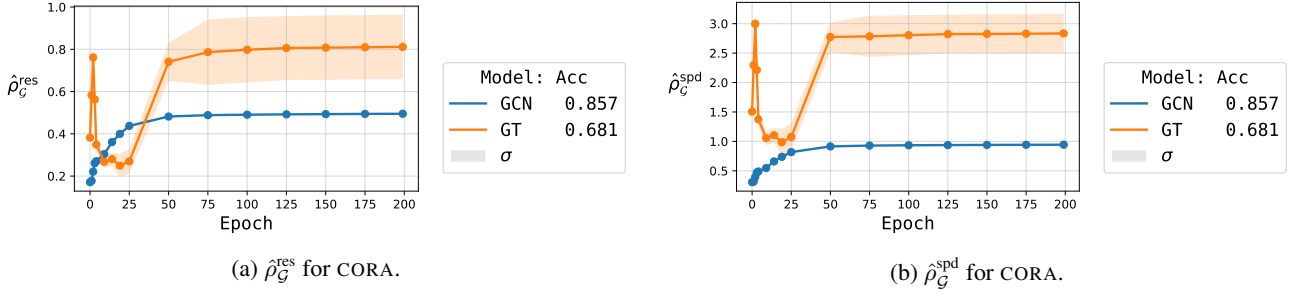 1.0
0.8
0.6
0.4
0.2
ρ̂_𝒢^res
0 25 50 75 100 125 150 175 200
Epoch
Model: Acc
GCN 0.857
GT 0.681
σ
(a) ρ̂_𝒢^res for CORA.
3.0
2.5
2.0
1.5
1.0
0.5
ρ̂_𝒢^spd
0 25 50 75 100 125 150 175 200
Epoch
Model: Acc
GCN 0.857
GT 0.681
σ
(b) ρ̂_𝒢^spd for CORA.